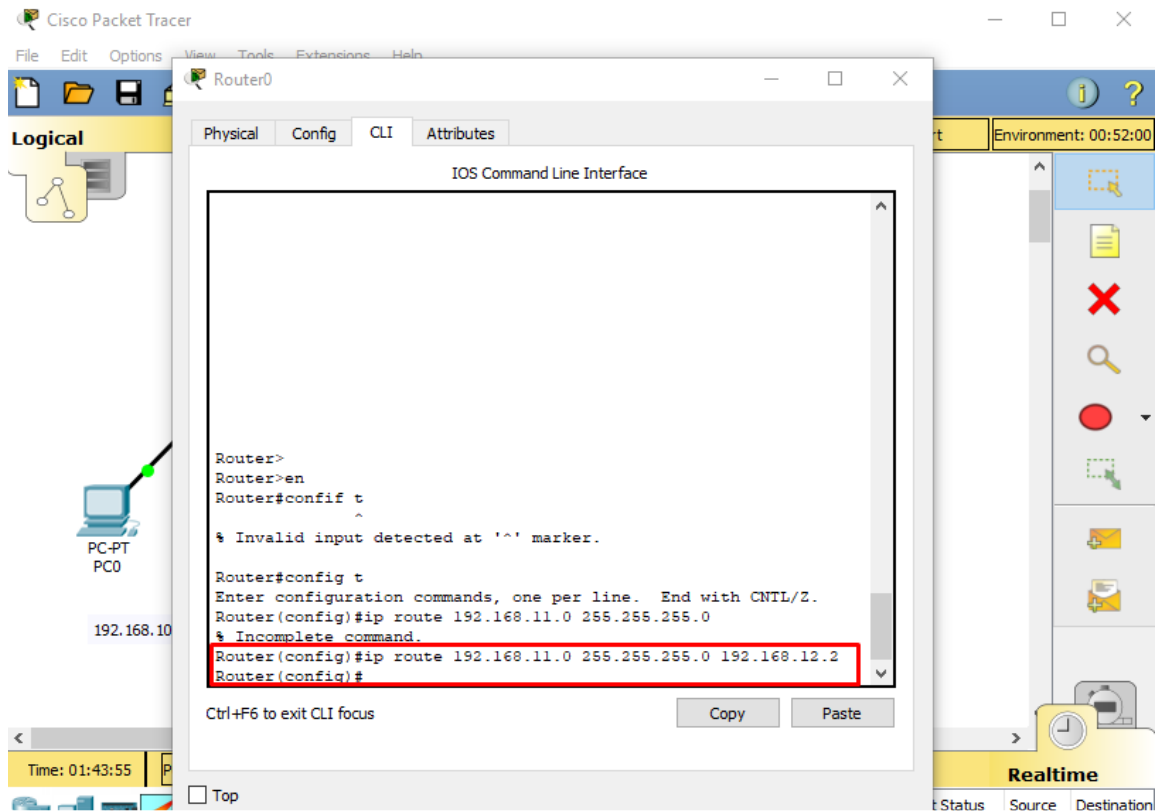 Cisco Packet Tracer
File Edit Options View Tools Extensions Help
Router0
Logical
Environment: 00:52:00
Physical Config CLI Attributes
IOS Command Line Interface
Router>
Router>en
Router#confif t
^
% Invalid input detected at '^' marker.
Router#config t
Enter configuration commands, one per line. End with CNTL/Z.
Router(config)#ip route 192.168.11.0 255.255.255.0
% Incomplete command.
Router(config)#ip route 192.168.11.0 255.255.255.0 192.168.12.2
Router(config)#
PC-PT
PC0
192.168.10
Ctrl+F6 to exit CLI focus
Copy Paste
Time: 01:43:55
Realtime
Top
Status Source Destination